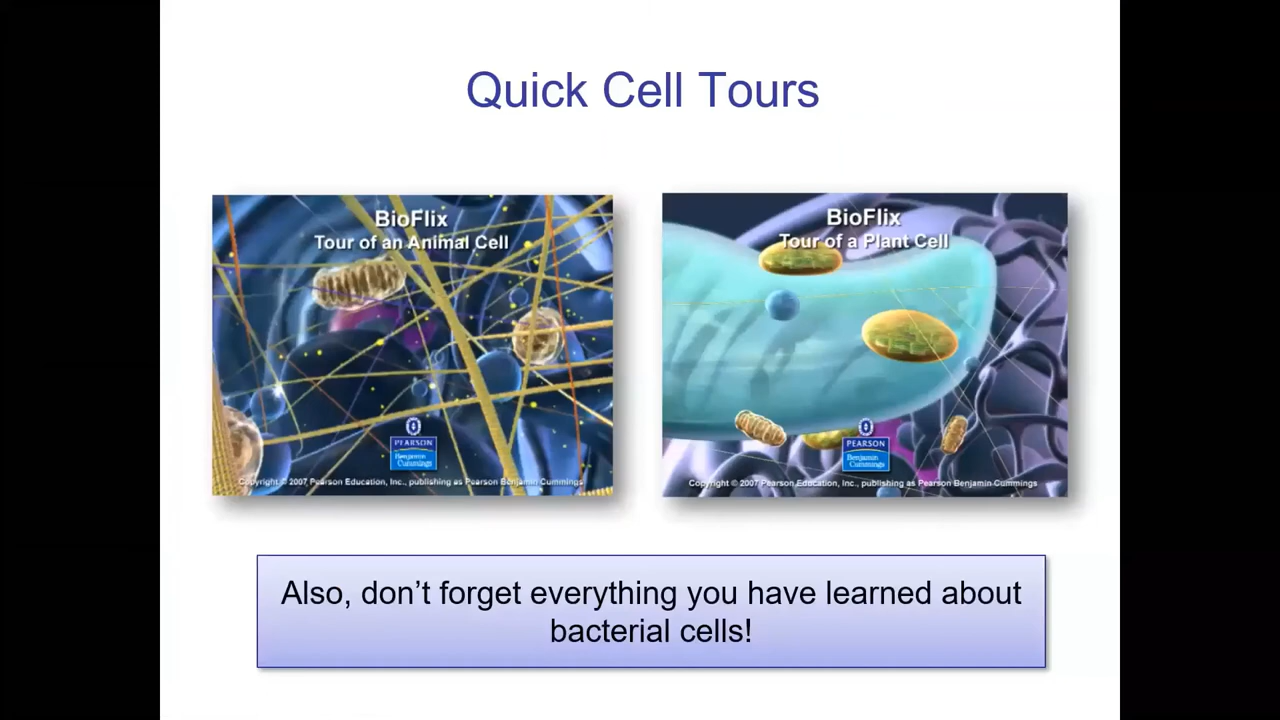 Quick Cell Tours
BioFlix
Tour of an Animal Cell
PEARSON
Benjamin
Cummings
Copyright © 2007 Pearson Education, Inc., publishing as Pearson Benjamin Cummings
BioFlix
Tour of a Plant Cell
PEARSON
Benjamin
Cummings
Copyright © 2007 Pearson Education, Inc., publishing as Pearson Benjamin Cummings
Also, don’t forget everything you have learned about
bacterial cells!